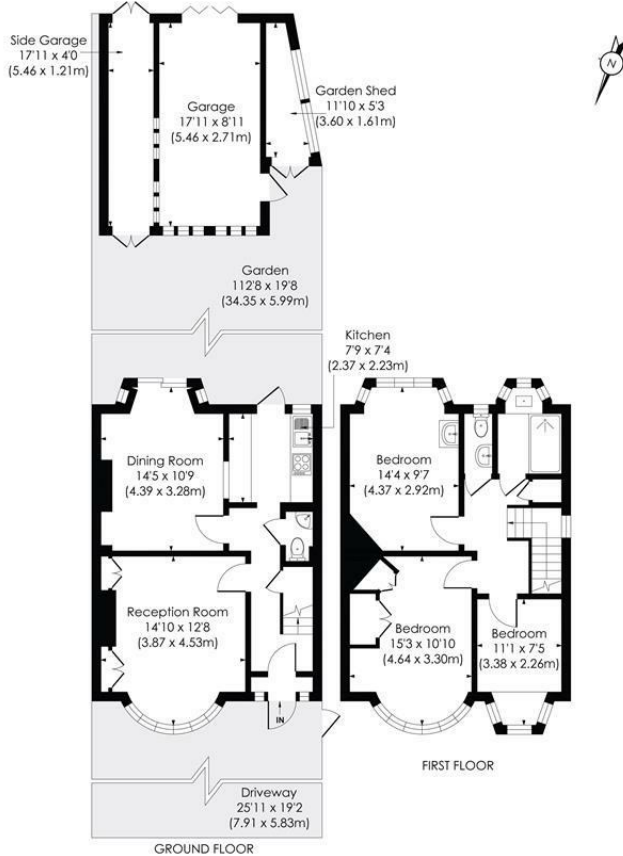 N
Side Garage
17'11 x 4'0
(5.46 x 1.21m)
Garage
17'11 x 8'11
(5.46 x 2.71m)
Garden Shed
11'10 x 5'3
(3.60 x 1.61m)
Garden
112'8 x 19'8
(34.35 x 5.99m)
Kitchen
7'9 x 7'4
(2.37 x 2.23m)
Dining Room
14'5 x 10'9
(4.39 x 3.28m)
Bedroom
14'4 x 9'7
(4.37 x 2.92m)
Reception Room
14'10 x 12'8
(3.87 x 4.53m)
Bedroom
15'3 x 10'10
(4.64 x 3.30m)
Bedroom
11'1 x 7'5
(3.38 x 2.26m)
IN
FIRST FLOOR
Driveway
25'11 x 19'2
(7.91 x 5.83m)
GROUND FLOOR